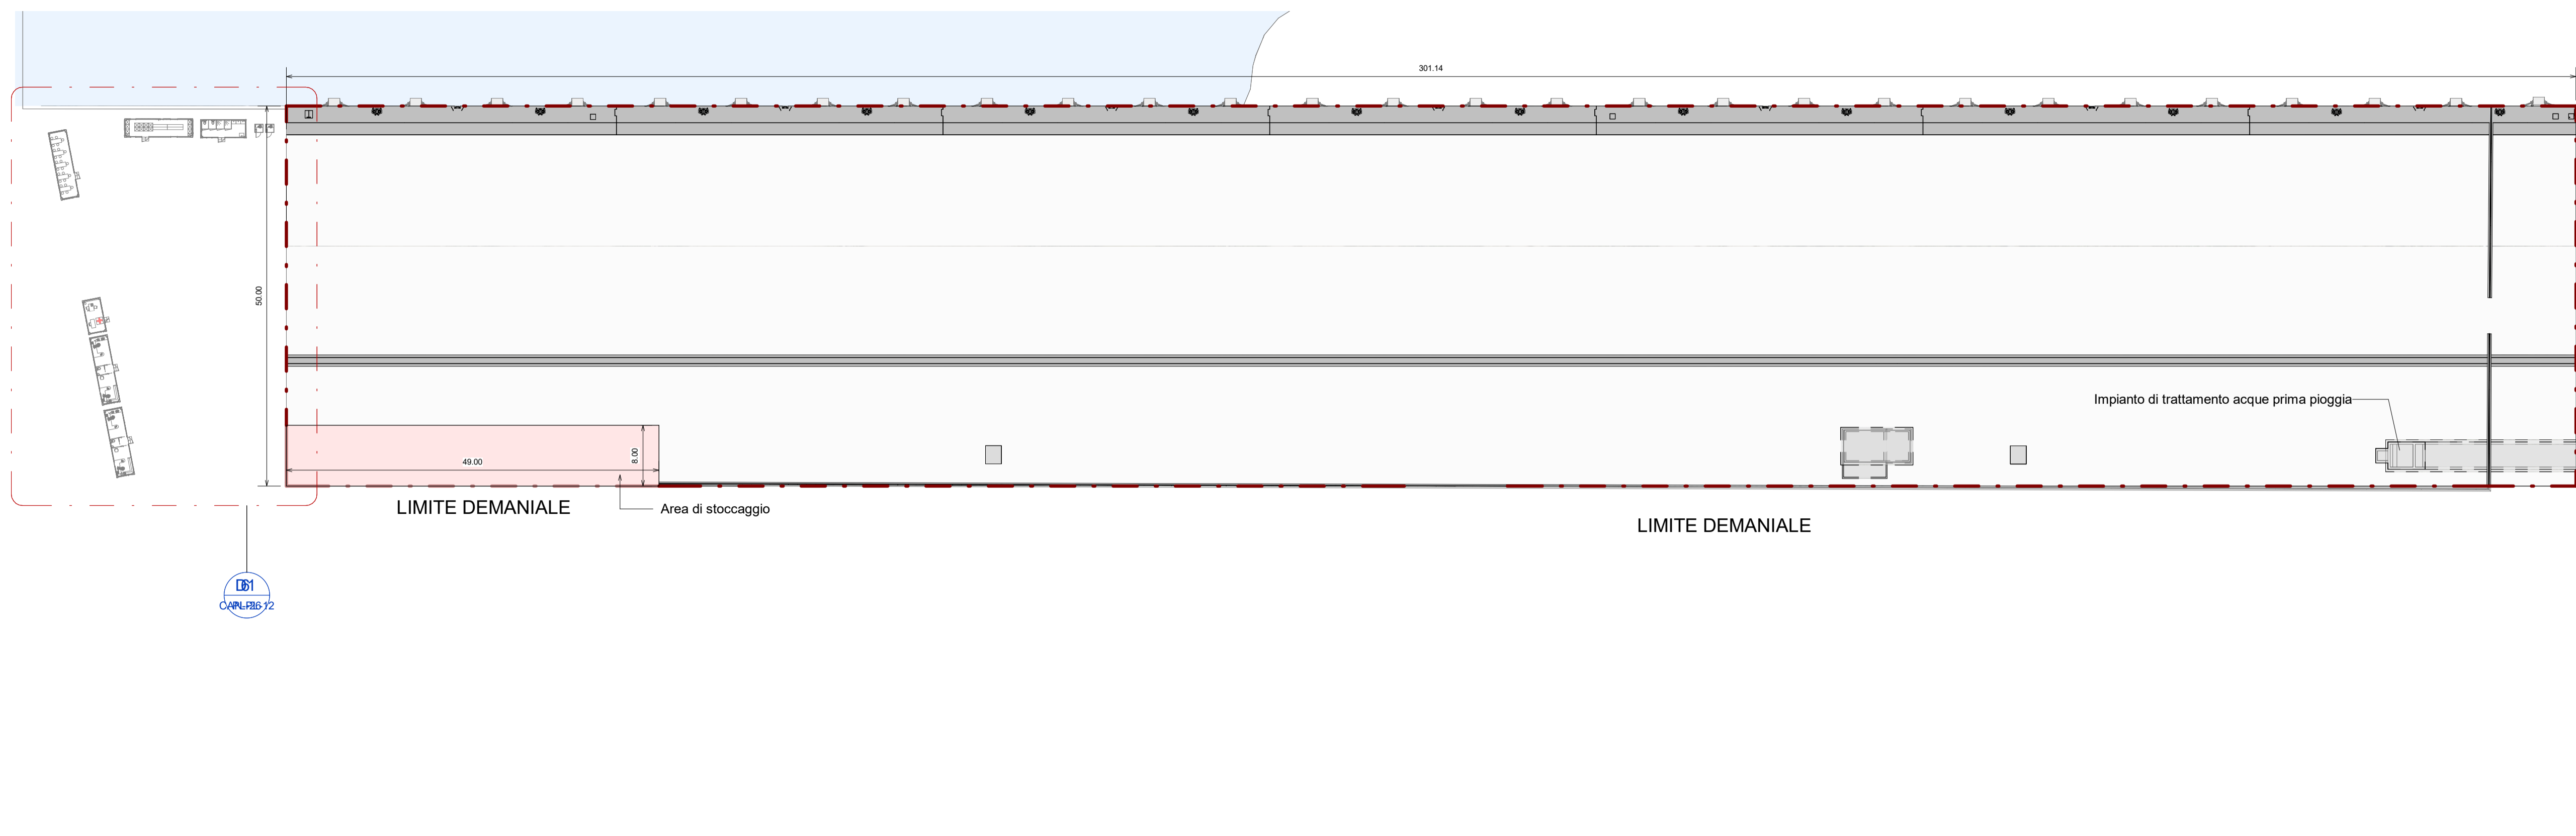 301.14
50.00
Impianto di trattamento acque prima pioggia
49.00
8.00
LIMITE DEMANIALE
Area di stoccaggio
LIMITE DEMANIALE